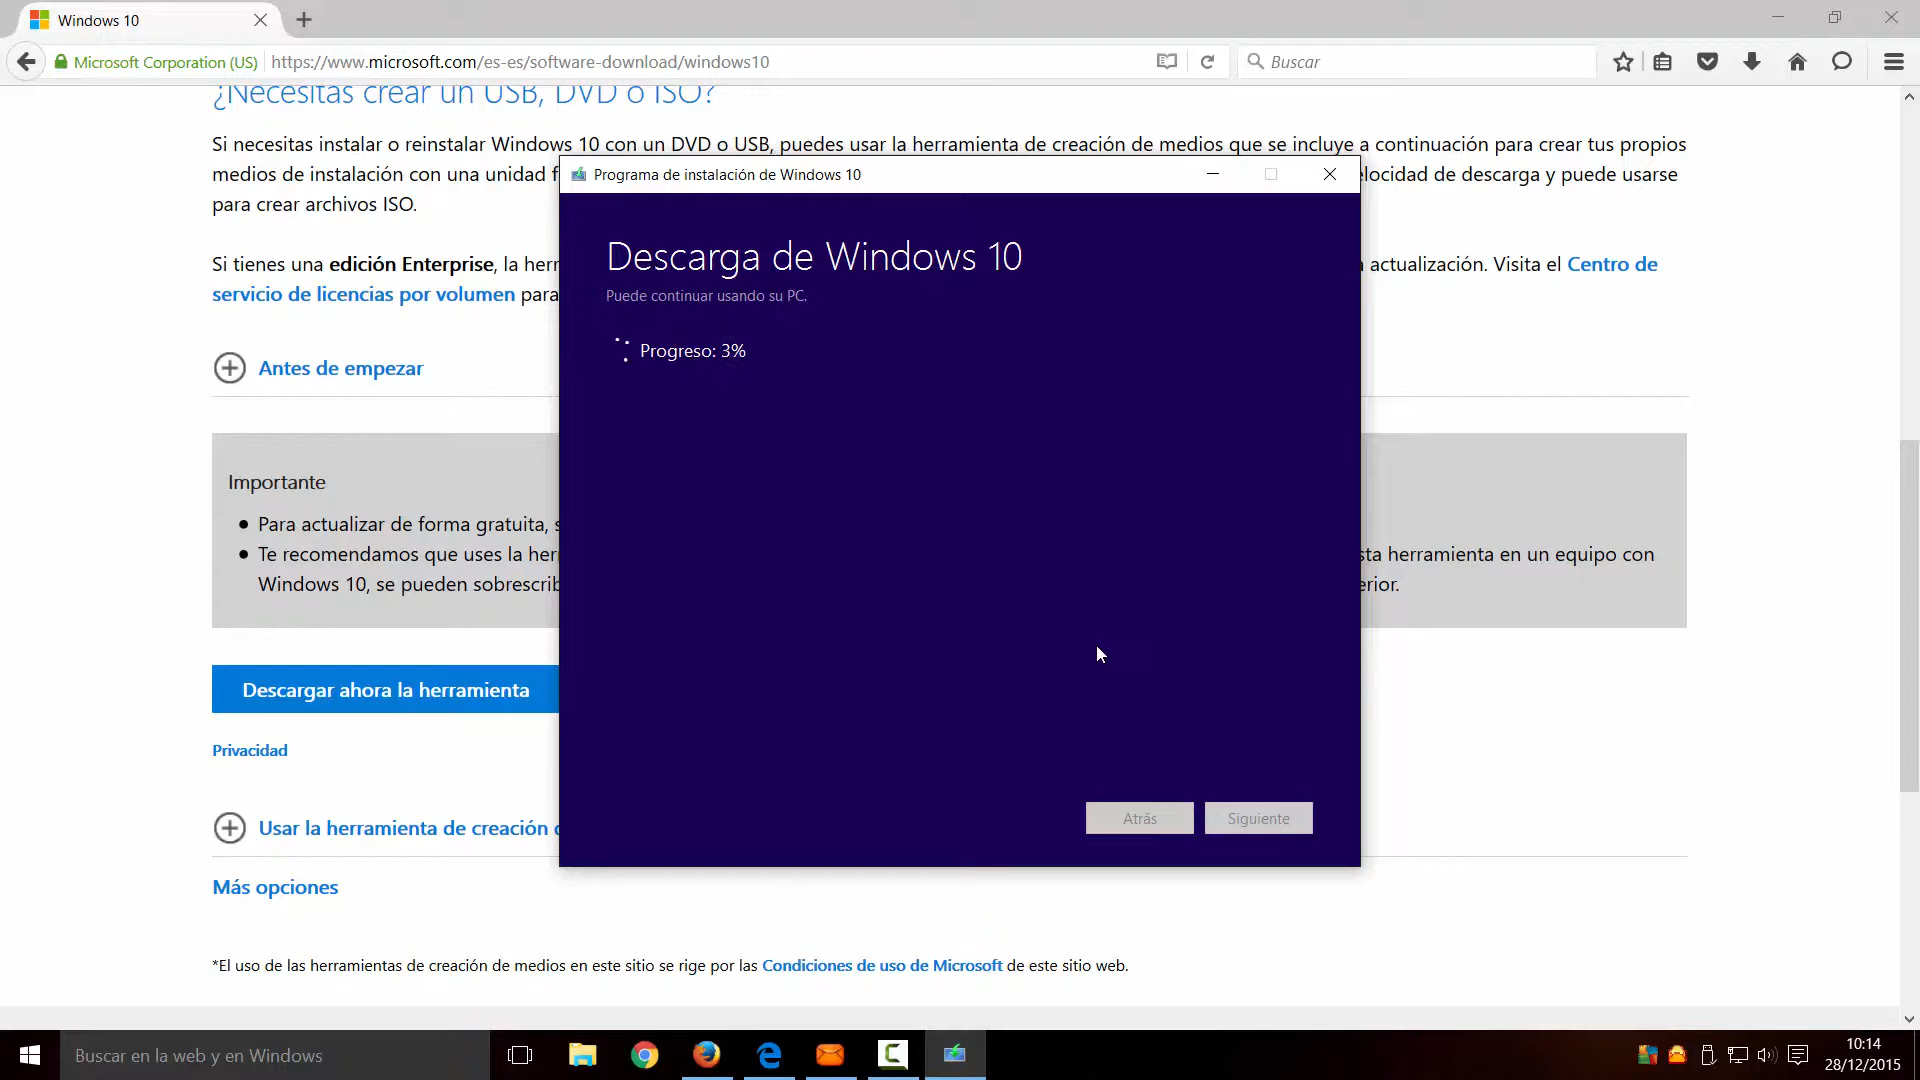 Windows 10
Microsoft Corporation (US)
https://www.microsoft.com/es-es/software-download/windows10
Buscar
¿Necesitas crear un USB, DVD o ISO?
Si necesitas instalar o reinstalar Windows 10 con un DVD o USB, puedes usar la herramienta de creación de medios que se incluye a continuación para crear tus propios
medios de instalación con una unidad f
elocidad de descarga y puede usarse
para crear archivos ISO.
Si tienes una edición Enterprise, la herr
a actualización. Visita el Centro de
servicio de licencias por volumen para
Antes de empezar
Importante
Para actualizar de forma gratuita, s
Te recomendamos que uses la her
sta herramienta en un equipo con
Windows 10, se pueden sobrescrib
erior.
Descargar ahora la herramienta
Privacidad
Usar la herramienta de creación
Más opciones
*El uso de las herramientas de creación de medios en este sitio se rige por las Condiciones de uso de Microsoft de este sitio web.
Programa de instalación de Windows 10
Descarga de Windows 10
Puede continuar usando su PC.
Progreso: 3%
Atrás
Siguiente
Buscar en la web y en Windows
10:14
28/12/2015